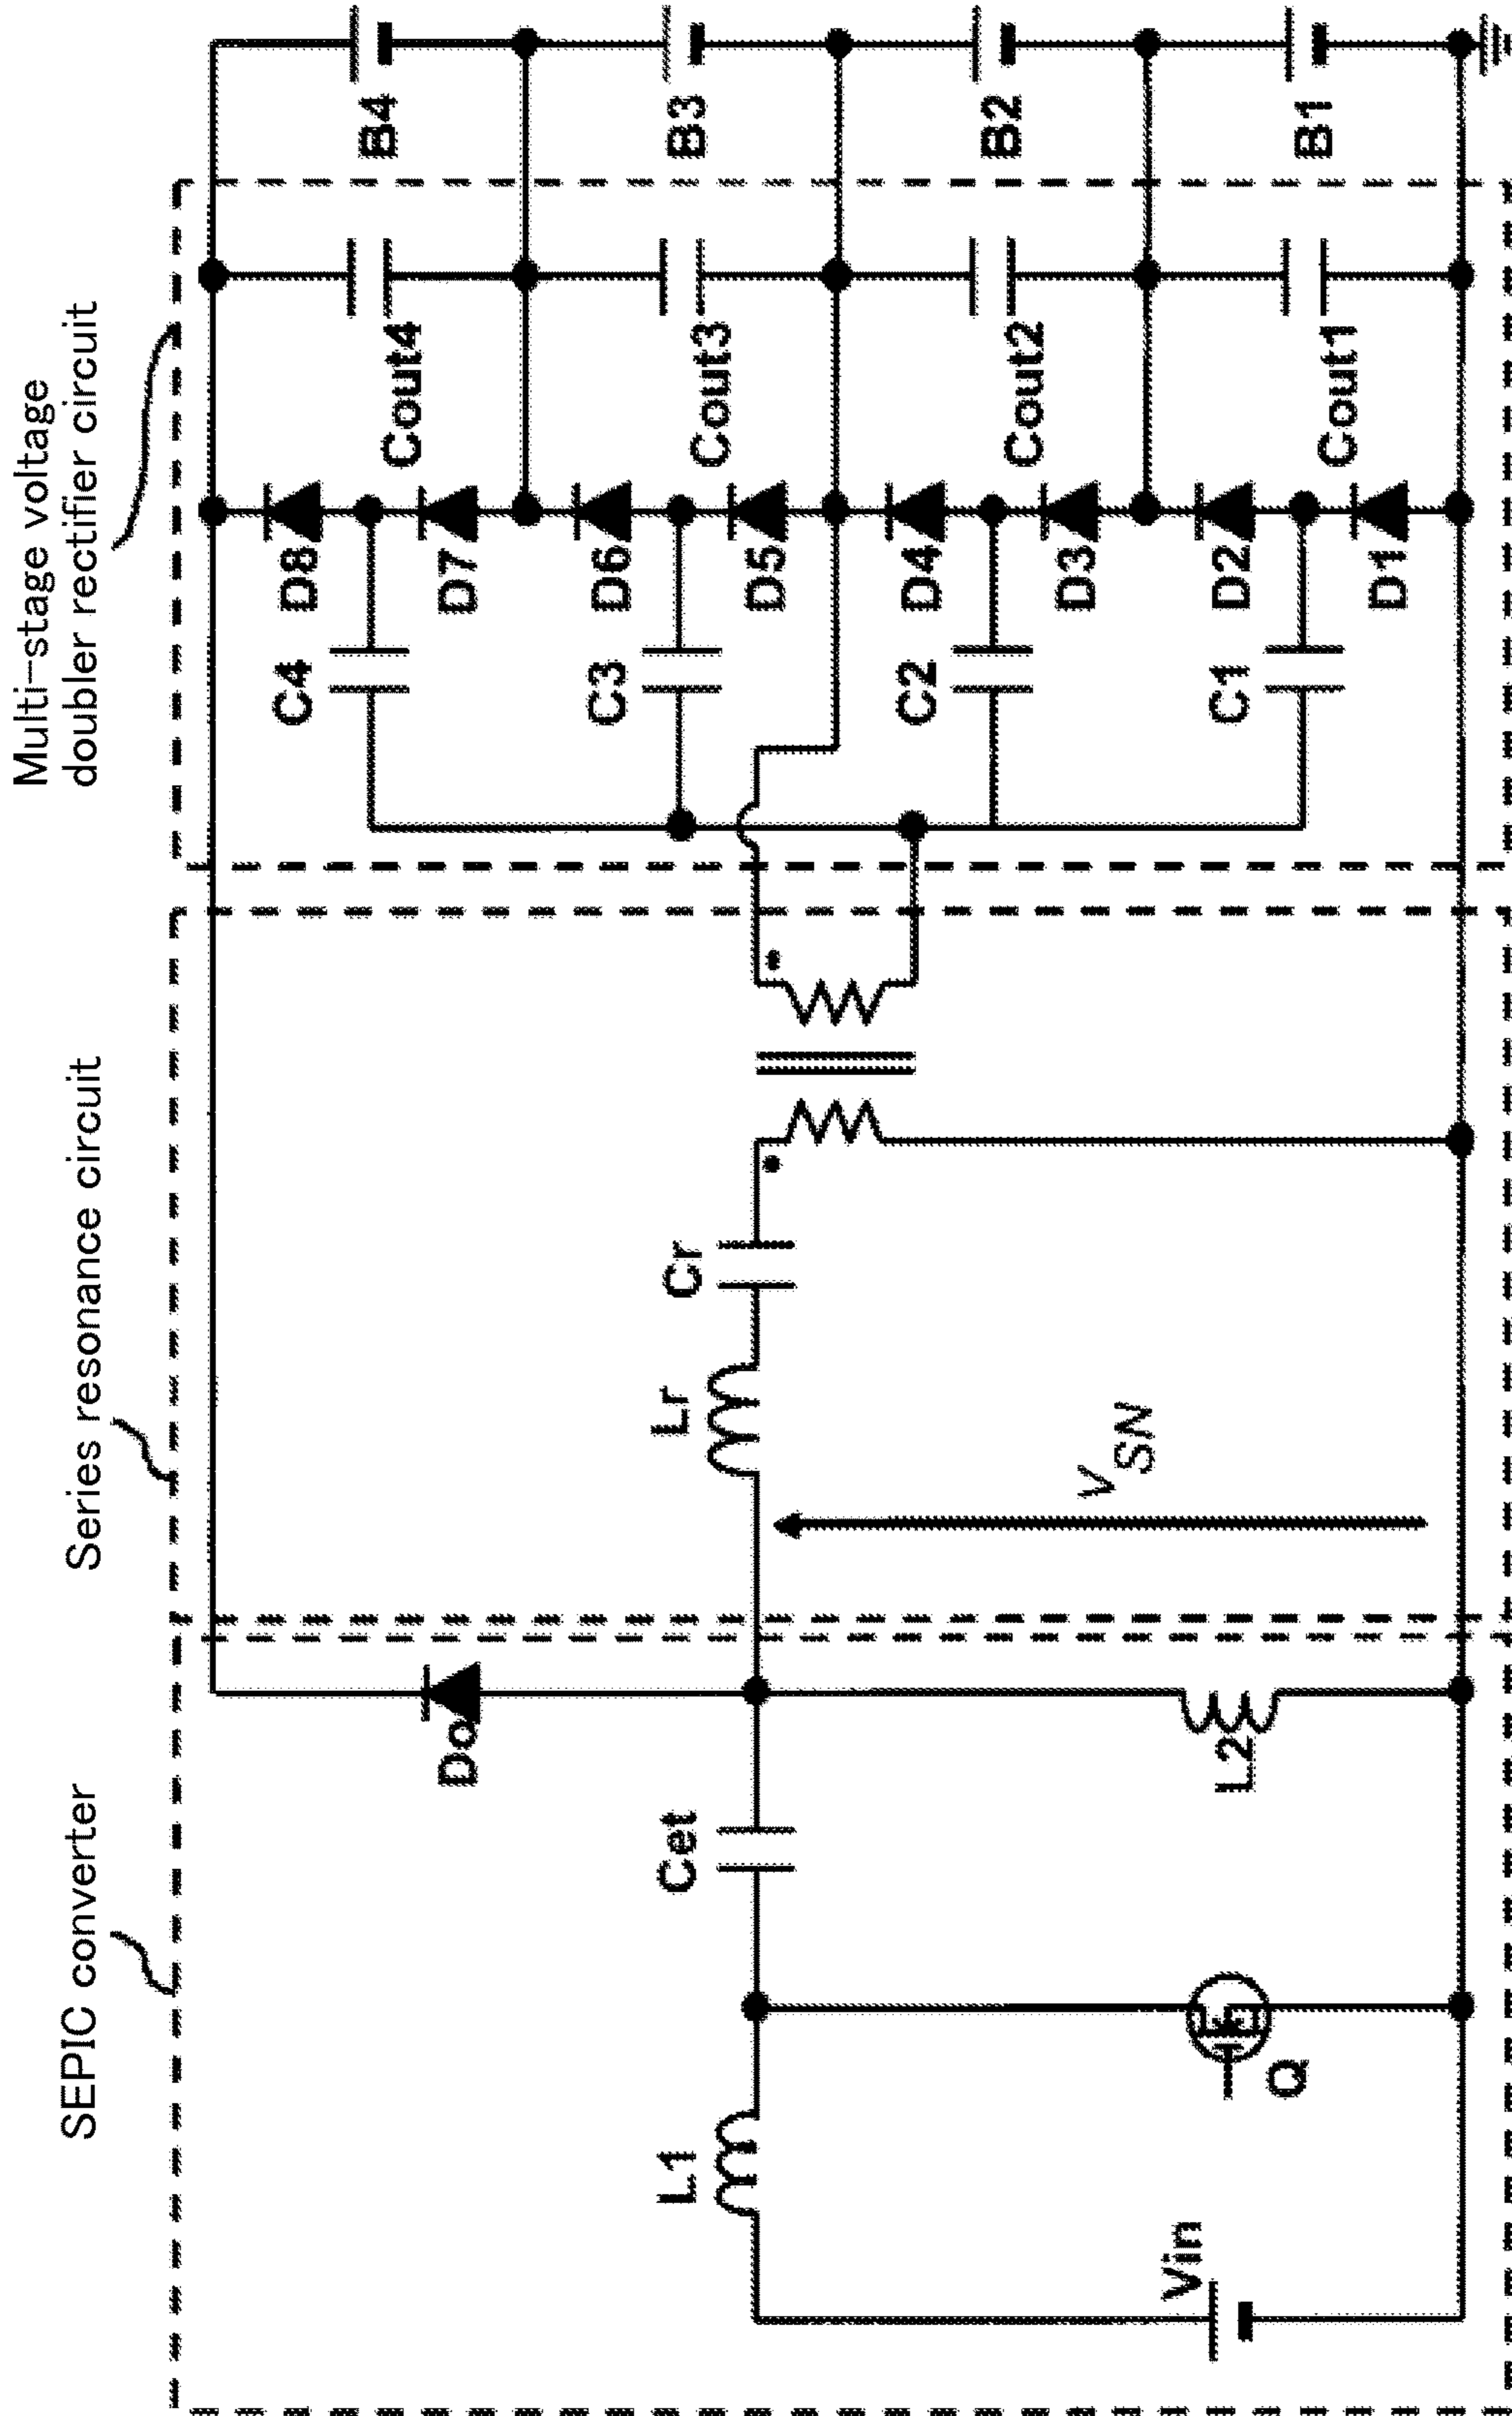 SEPIC converter
Series resonance circuit
Multi-stage voltage
doubler rectifier circuit
Vin
L1
Q
Cet
Do
L2
Lr
Cr
VSN
C4
C3
C2
C1
D8
D7
D6
D5
D4
D3
D2
D1
Cout4
Cout3
Cout2
Cout1
B4
B3
B2
B1